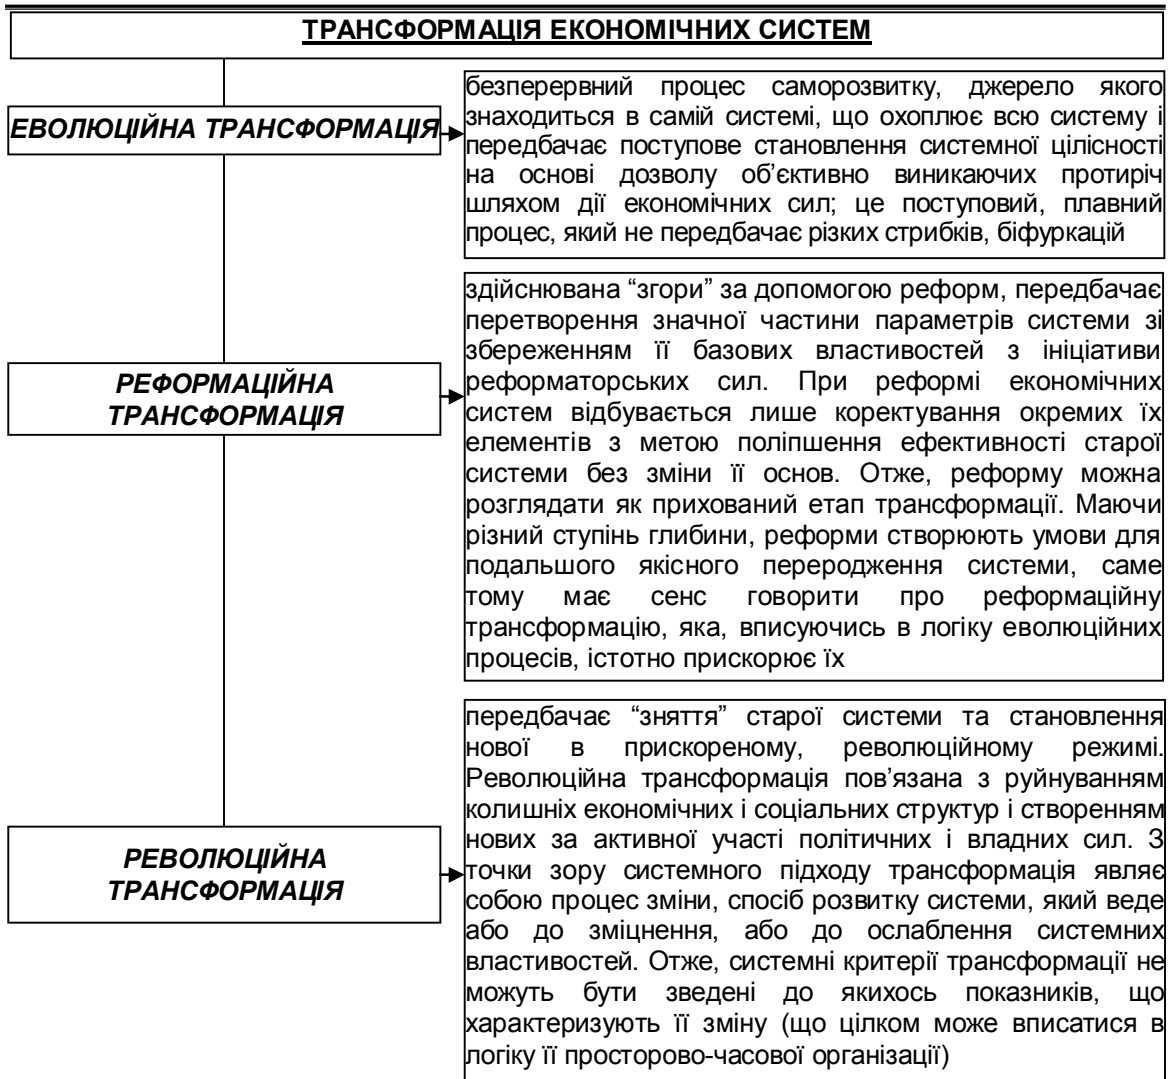 ТРАНСФОРМАЦІЯ ЕКОНОМІЧНИХ СИСТЕМ
ЕВОЛЮЦІЙНА ТРАНСФОРМАЦІЯ
безперервний процес саморозвитку, джерело якого
знаходиться в самій системі, що охоплює всю систему і
передбачає поступове становлення системної цілісності
на основі дозволу об’єктивно виникаючих протиріч
шляхом дії економічних сил; це поступовий, плавний
процес, який не передбачає різких стрибків, біфуркацій
РЕФОРМАЦІЙНА
ТРАНСФОРМАЦІЯ
здійснювана “згори” за допомогою реформ, передбачає
перетворення значної частини параметрів системи зі
збереженням її базових властивостей з ініціативи
реформаторських сил. При реформі економічних
систем відбувається лише коректування окремих їх
елементів з метою поліпшення ефективності старої
системи без зміни її основ. Отже, реформу можна
розглядати як прихований етап трансформації. Маючи
різний ступінь глибини, реформи створюють умови для
подальшого якісного переродження системи, саме
тому має сенс говорити про реформаційну
трансформацію, яка, вписуючись в логіку еволюційних
процесів, істотно прискорює їх
РЕВОЛЮЦІЙНА
ТРАНСФОРМАЦІЯ
передбачає “зняття” старої системи та становлення
нової в прискореному, революційному режимі.
Революційна трансформація пов’язана з руйнуванням
колишніх економічних і соціальних структур і створенням
нових за активної участі політичних і владних сил. З
точки зору системного підходу трансформація являє
собою процес зміни, спосіб розвитку системи, який веде
або до зміцнення, або до ослаблення системних
властивостей. Отже, системні критерії трансформації не
можуть бути зведені до якихось показників, що
характеризують її зміну (що цілком може вписатися в
логіку її просторово-часової організації)